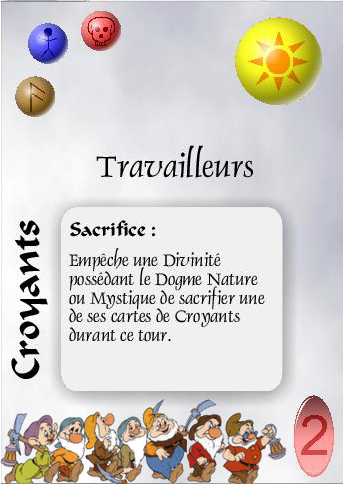 Travailleurs
Croyants
Sacrifice :
Empêche une Divinité
possédant le Dogme Nature
ou Mystique de sacrifier une
de ses cartes de Croyants
durant ce tour.
2